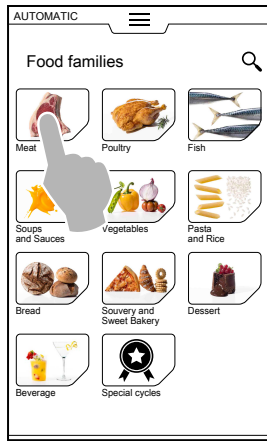 AUTOMATIC
Food families
Meat
Poultry
Fish
Soups
and Sauces
Vegetables
Pasta
and Rice
Bread
Souvery and
Sweet Bakery
Dessert
Beverage
Special cycles